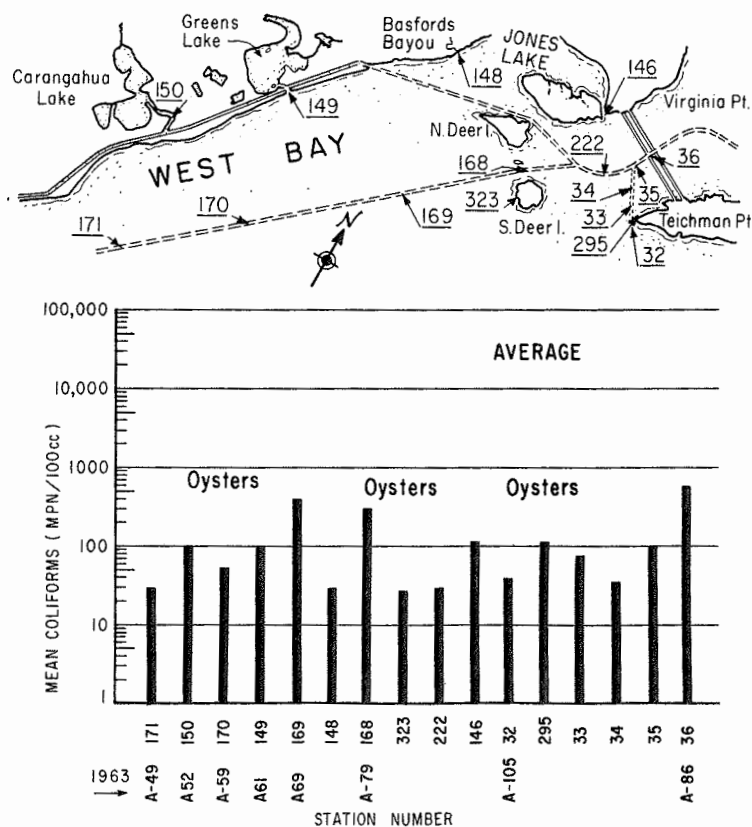 Greens
Lake
Basfords
Bayou
JONES
LAKE
146
Carangahua
Lake
150
149
148
Virginia Pt.
N. Deer I.
222
WEST BAY
168
36
34
35
170
169
323
33
171
S. Deer I.
Teichman Pt.
295
32
N
100,000
AVERAGE
10,000
1000
Oysters Oysters Oysters
100
10
1
MEAN COLIFORMS (MPN/100cc)
171 150 170 149 169 148 168 323 222 146 32 295 33 34 35 36
1963 A-49 A-52 A-59 A61 A69 A-79 A-105 A-86
STATION NUMBER